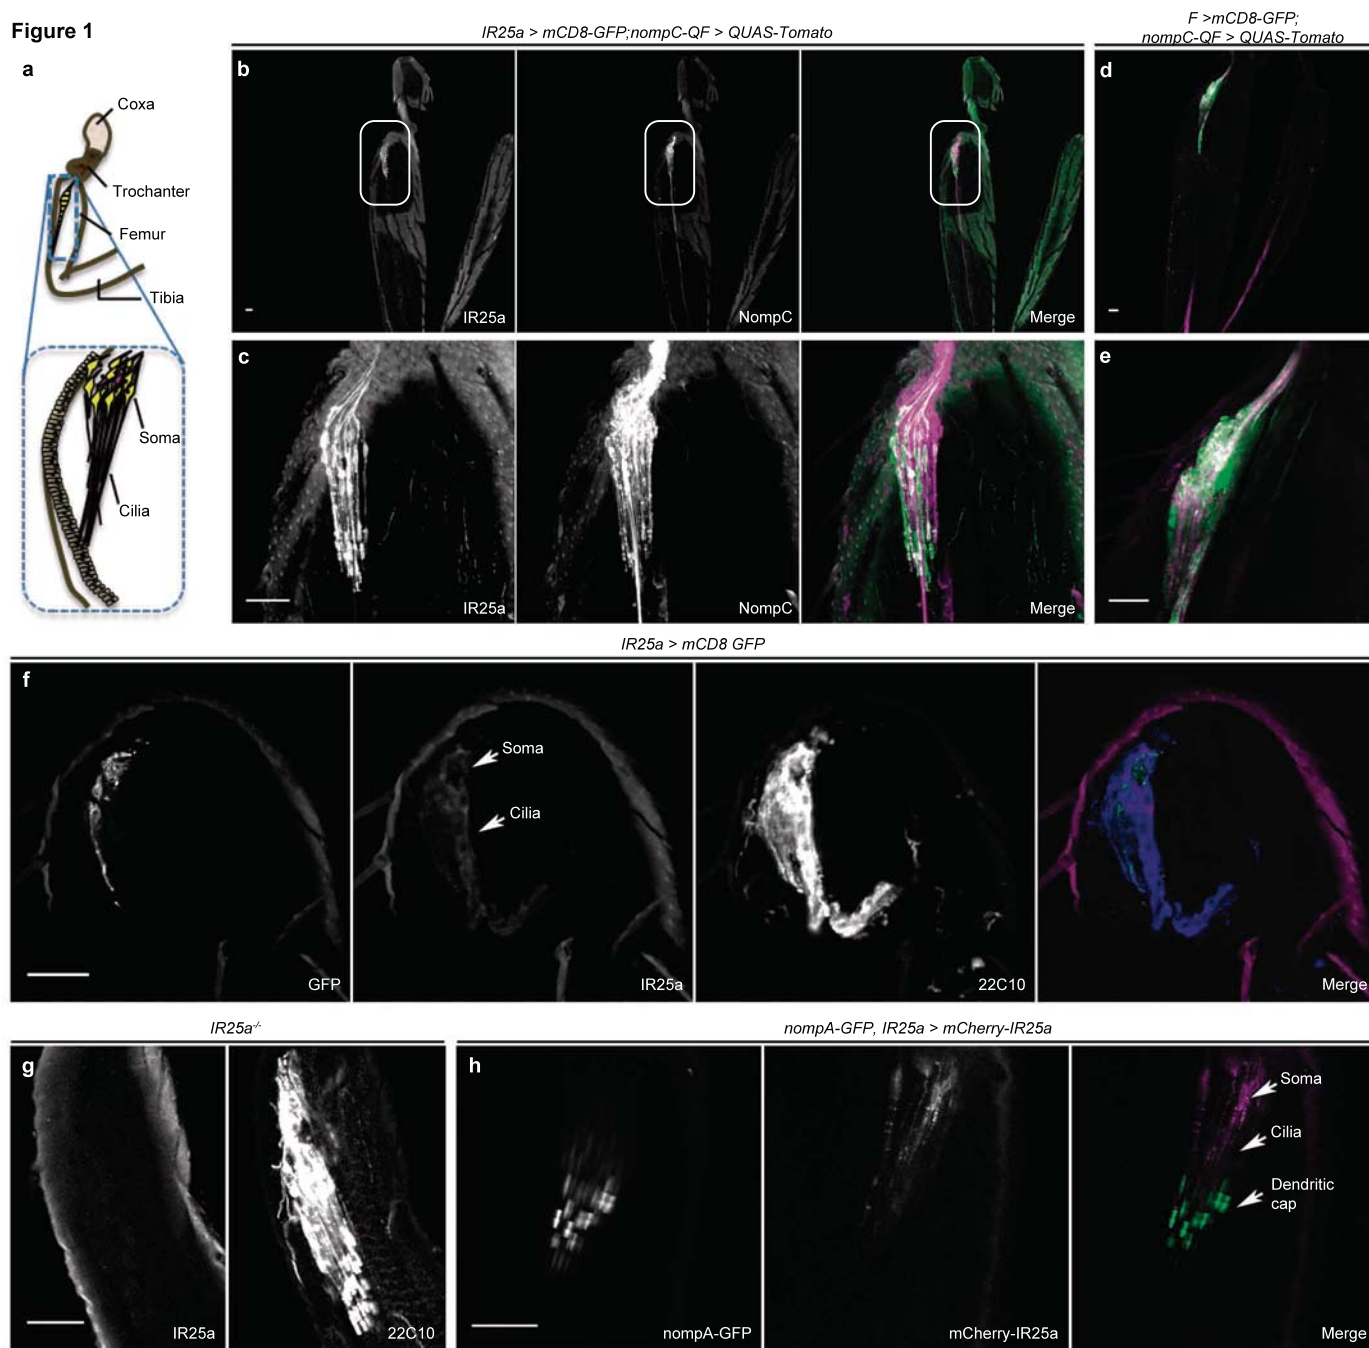 Figure 1
a
Coxa
Trochanter
Femur
Tibia
Soma
Cilia
IR25a > mCD8-GFP;nompC-QF > QUAS-Tomato
b
IR25a
NompC
Merge
c
IR25a
NompC
Merge
F >mCD8-GFP;
nompC-QF > QUAS-Tomato
d
e
IR25a > mCD8 GFP
f
GFP
Soma
Cilia
IR25a
22C10
Merge
IR25a-/-
g
IR25a
22C10
nompA-GFP, IR25a > mCherry-IR25a
h
nompA-GFP
mCherry-IR25a
Soma
Cilia
Dendritic
cap
Merge